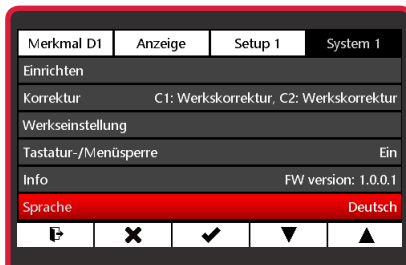 Merkmal D1 Anzeige Setup 1 System 1
Einrichten
Korrektur C1: Werkskorrektur, C2: Werkskorrektur
Werkseinstellung
Tastatur-/Menüsperre Ein
Info FW version: 1.0.0.1
Sprache Deutsch